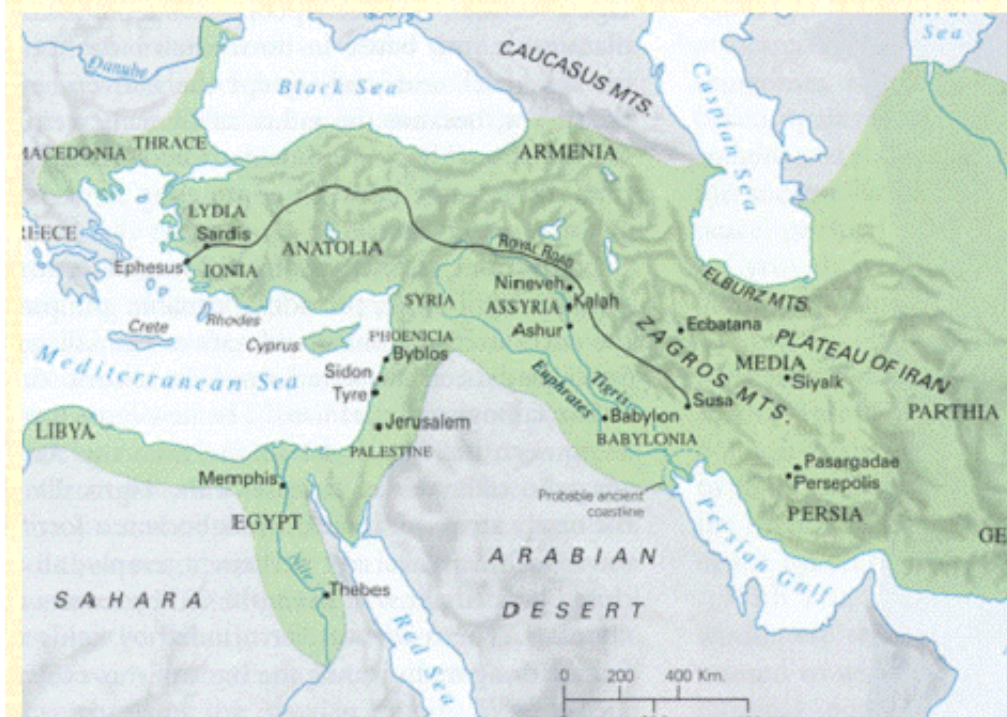 Sea
Danube
Black Sea
CAUCASUS MTS.
Caspian Sea
MACEDONIA
THRACE
ARMENIA
REECE
LYDIA
Sardis
Ephesus
IONIA
ANATOLIA
ROYAL ROAD
Nineveh
ASSYRIA
Kalah
Ashur
SYRIA
ELBURZ MTS.
Crete
Rhodes
Cyprus
PHOENICIA
Byblos
Sidon
Tyre
Jerusalem
PALESTINE
Mediterranean Sea
Euphrates
Tigris
ZAGROS MTS.
Ecbatana
MEDIA
PLATEAU OF IRAN
Siyalk
PARTHIA
Susa
Babylon
BABYLONIA
LIBYA
Memphis
EGYPT
Probable ancient
coastline
Pasargadae
Persepolis
PERSIA
GE
Persian Gulf
ARABIAN
DESERT
SAHARA
Nile
Thebes
Red Sea
0 200 400 Km.